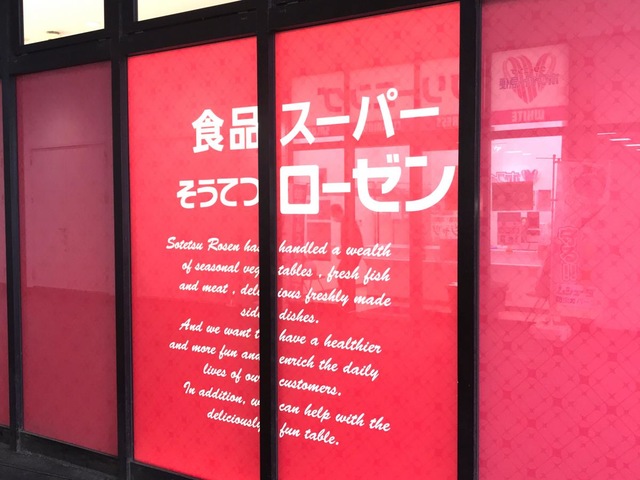 食品スーパー
そうてつローゼン
Sotetsu Rosen has handled a wealth
of seasonal vegetables , fresh fish
and meat , delicious freshly made
side dishes.
And we want to have a healthier
and more fun and enrich the daily
lives of our customers.
In addition, we can help with the
deliciously fun table.
WHITE